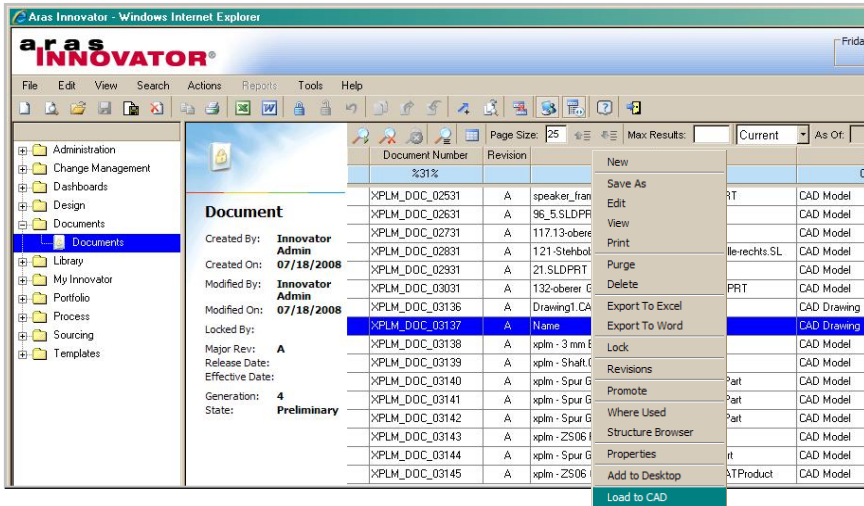 Aras Innovator - Windows Internet Explorer
aras
INNOVATOR®
Frida
File Edit View Search Actions Reports Tools Help
Page Size: 25 Max Results: Current As Of:
Administration
Change Management
Dashboards
Design
Documents
Documents
Library
My Innovator
Portfolio
Process
Sourcing
Templates
Document
Created By: Innovator
Admin
Created On: 07/18/2008
Modified By: Innovator
Admin
Modified On: 07/18/2008
Locked By:
Major Rev: A
Release Date:
Effective Date:
Generation: 4
State: Preliminary
Document Number Revision
%31%
XPLM_DOC_02531 A speaker_fran RT CAD Model
XPLM_DOC_02631 A 96_5.SLDPR CAD Model
XPLM_DOC_02731 A 117.13-obere CAD Model
XPLM_DOC_02831 A 121-Stehbol lle-rechts.SL CAD Model
XPLM_DOC_02931 A 21.SLDPRT CAD Model
XPLM_DOC_03031 A 132-oberer G PRT CAD Model
XPLM_DOC_03136 A Drawing1.CA CAD Drawing
XPLM_DOC_03137 A Name CAD Drawing
XPLM_DOC_03138 A xplm - 3 mm B CAD Model
XPLM_DOC_03139 A xplm - Shaft.C CAD Model
XPLM_DOC_03140 A xplm - Spur G Part CAD Model
XPLM_DOC_03141 A xplm - Spur G Part CAD Model
XPLM_DOC_03142 A xplm - Spur G Part CAD Model
XPLM_DOC_03143 A xplm - ZS06 CAD Model
XPLM_DOC_03144 A xplm - Spur G rt CAD Model
XPLM_DOC_03145 A xplm - ZS06 ATProduct CAD Model
New
Save As
Edit
View
Print
Purge
Delete
Export To Excel
Export To Word
Lock
Revisions
Promote
Where Used
Structure Browser
Properties
Add to Desktop
Load to CAD